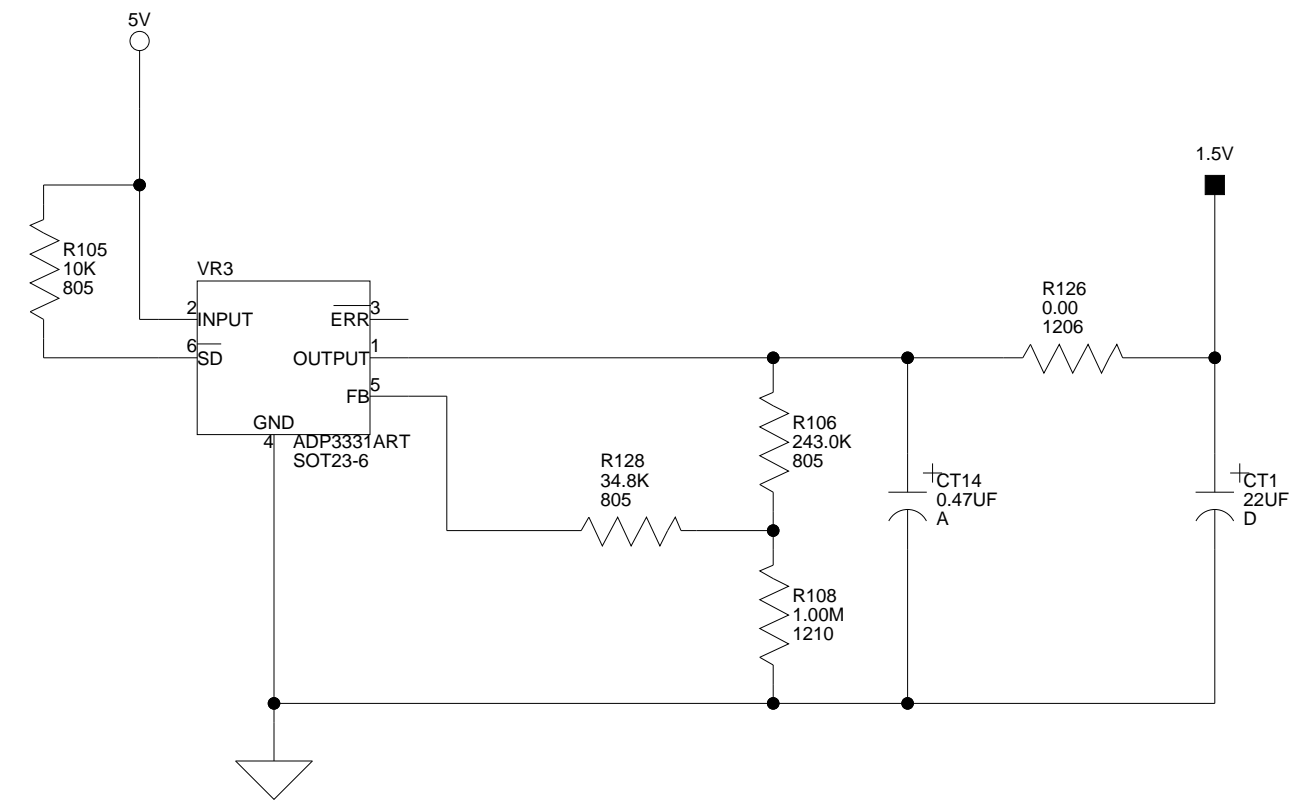 5V
1.5V
R105
10K
805
VR3
2
INPUT
6
SD
3
ERR
1
OUTPUT
5
FB
GND
4
ADP3331ART
SOT23-6
R126
0.00
1206
R106
243.0K
805
R128
34.8K
805
CT14
0.47UF
A
CT1
22UF
D
R108
1.00M
1210